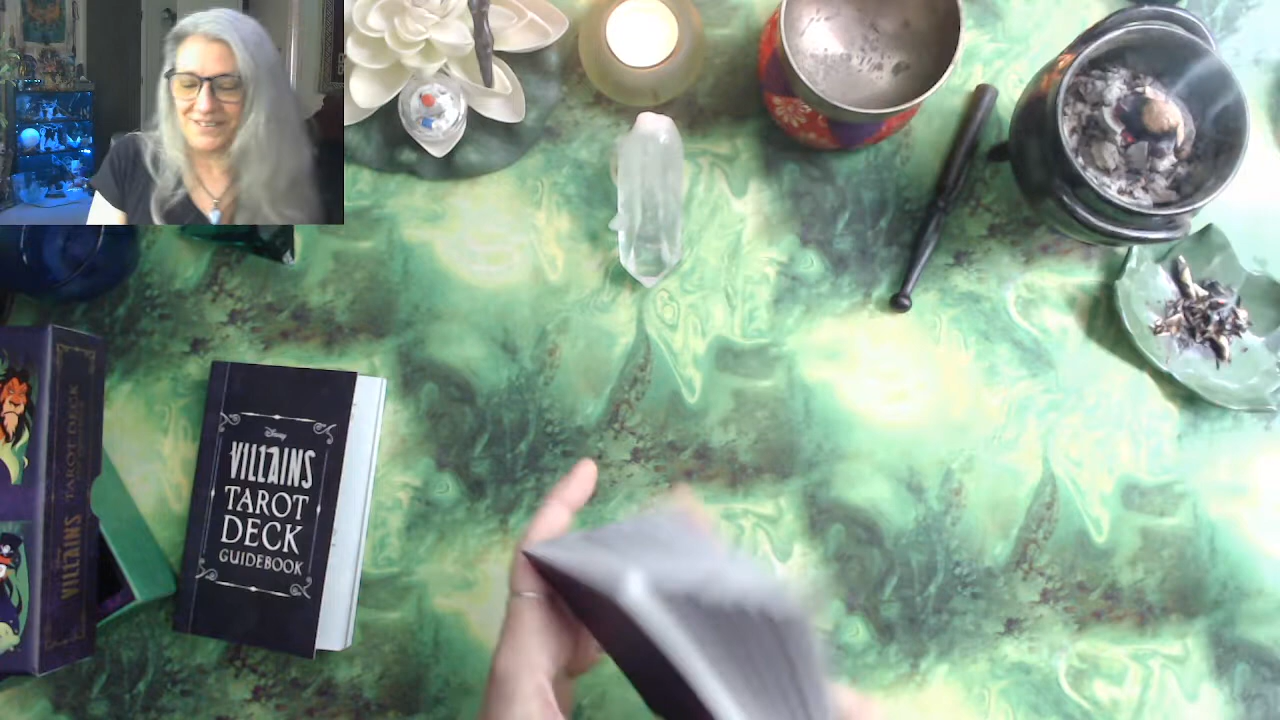 Disney
VILLAINS
TAROT DECK
VILLAINS
TAROT
DECK
GUIDEBOOK